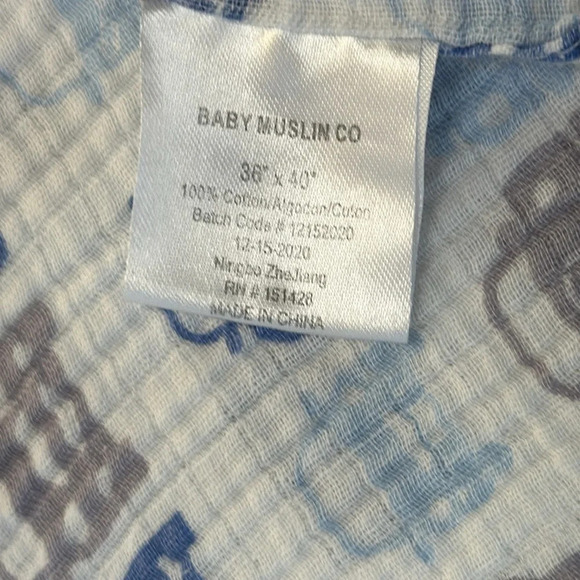 BABY MUSLIN CO
36" x 40"
100% Cotton/Algodon/Coton
Batch Code # 12152020
12-15-2020
Ningbo ZheJiang
RN # 151428
MADE IN CHINA